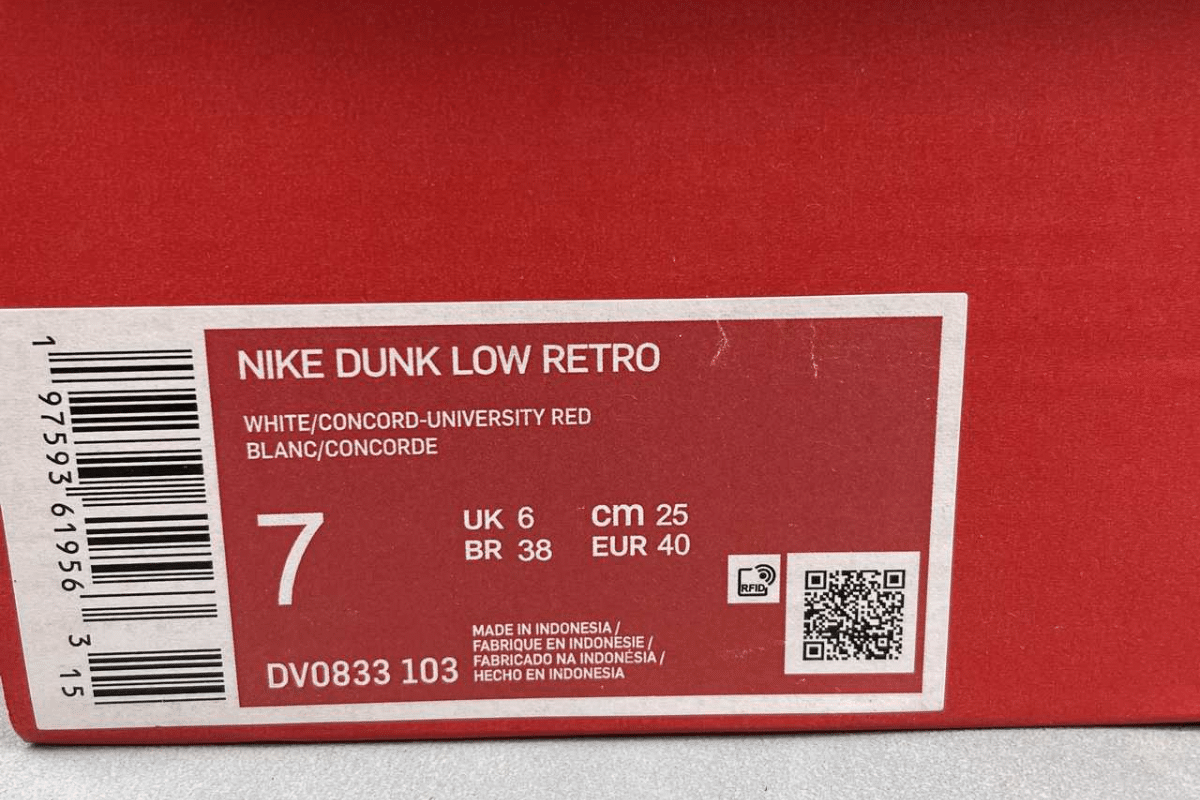 NIKE DUNK LOW RETRO
WHITE/CONCORD-UNIVERSITY RED
BLANC/CONCORDE
7
UK 6
cm 25
BR 38
EUR 40
RFID
MADE IN INDONESIA /
FABRIQUE EN INDONESIE /
FABRICADO NA INDONÉSIA /
HECHO EN INDONESIA
DV0833 103
1 97593 61956 3 15